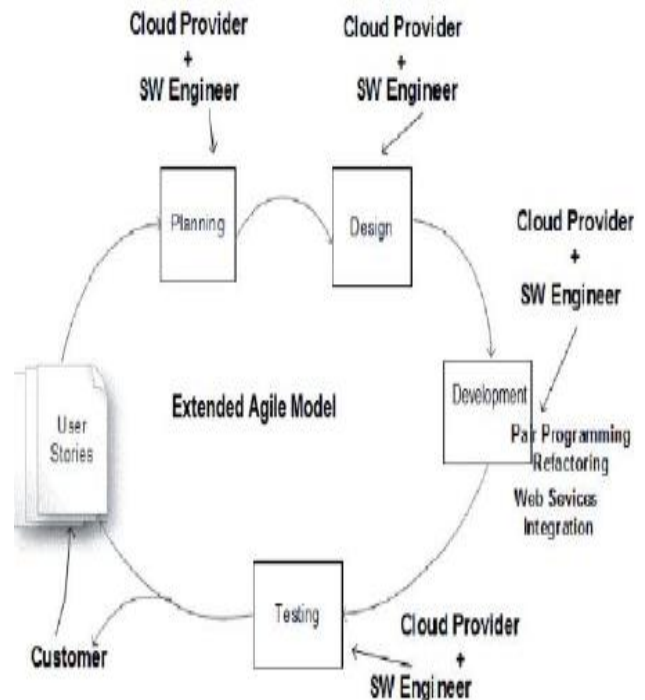 Cloud Provider
+
SW Engineer
Cloud Provider
+
SW Engineer
Planning
Design
Cloud Provider
+
SW Engineer
Extended Agile Model
Development
User
Stories
Pair Programming
Refactoring
Web Sevices
Integration
Testing
Customer
Cloud Provider
+
SW Engineer